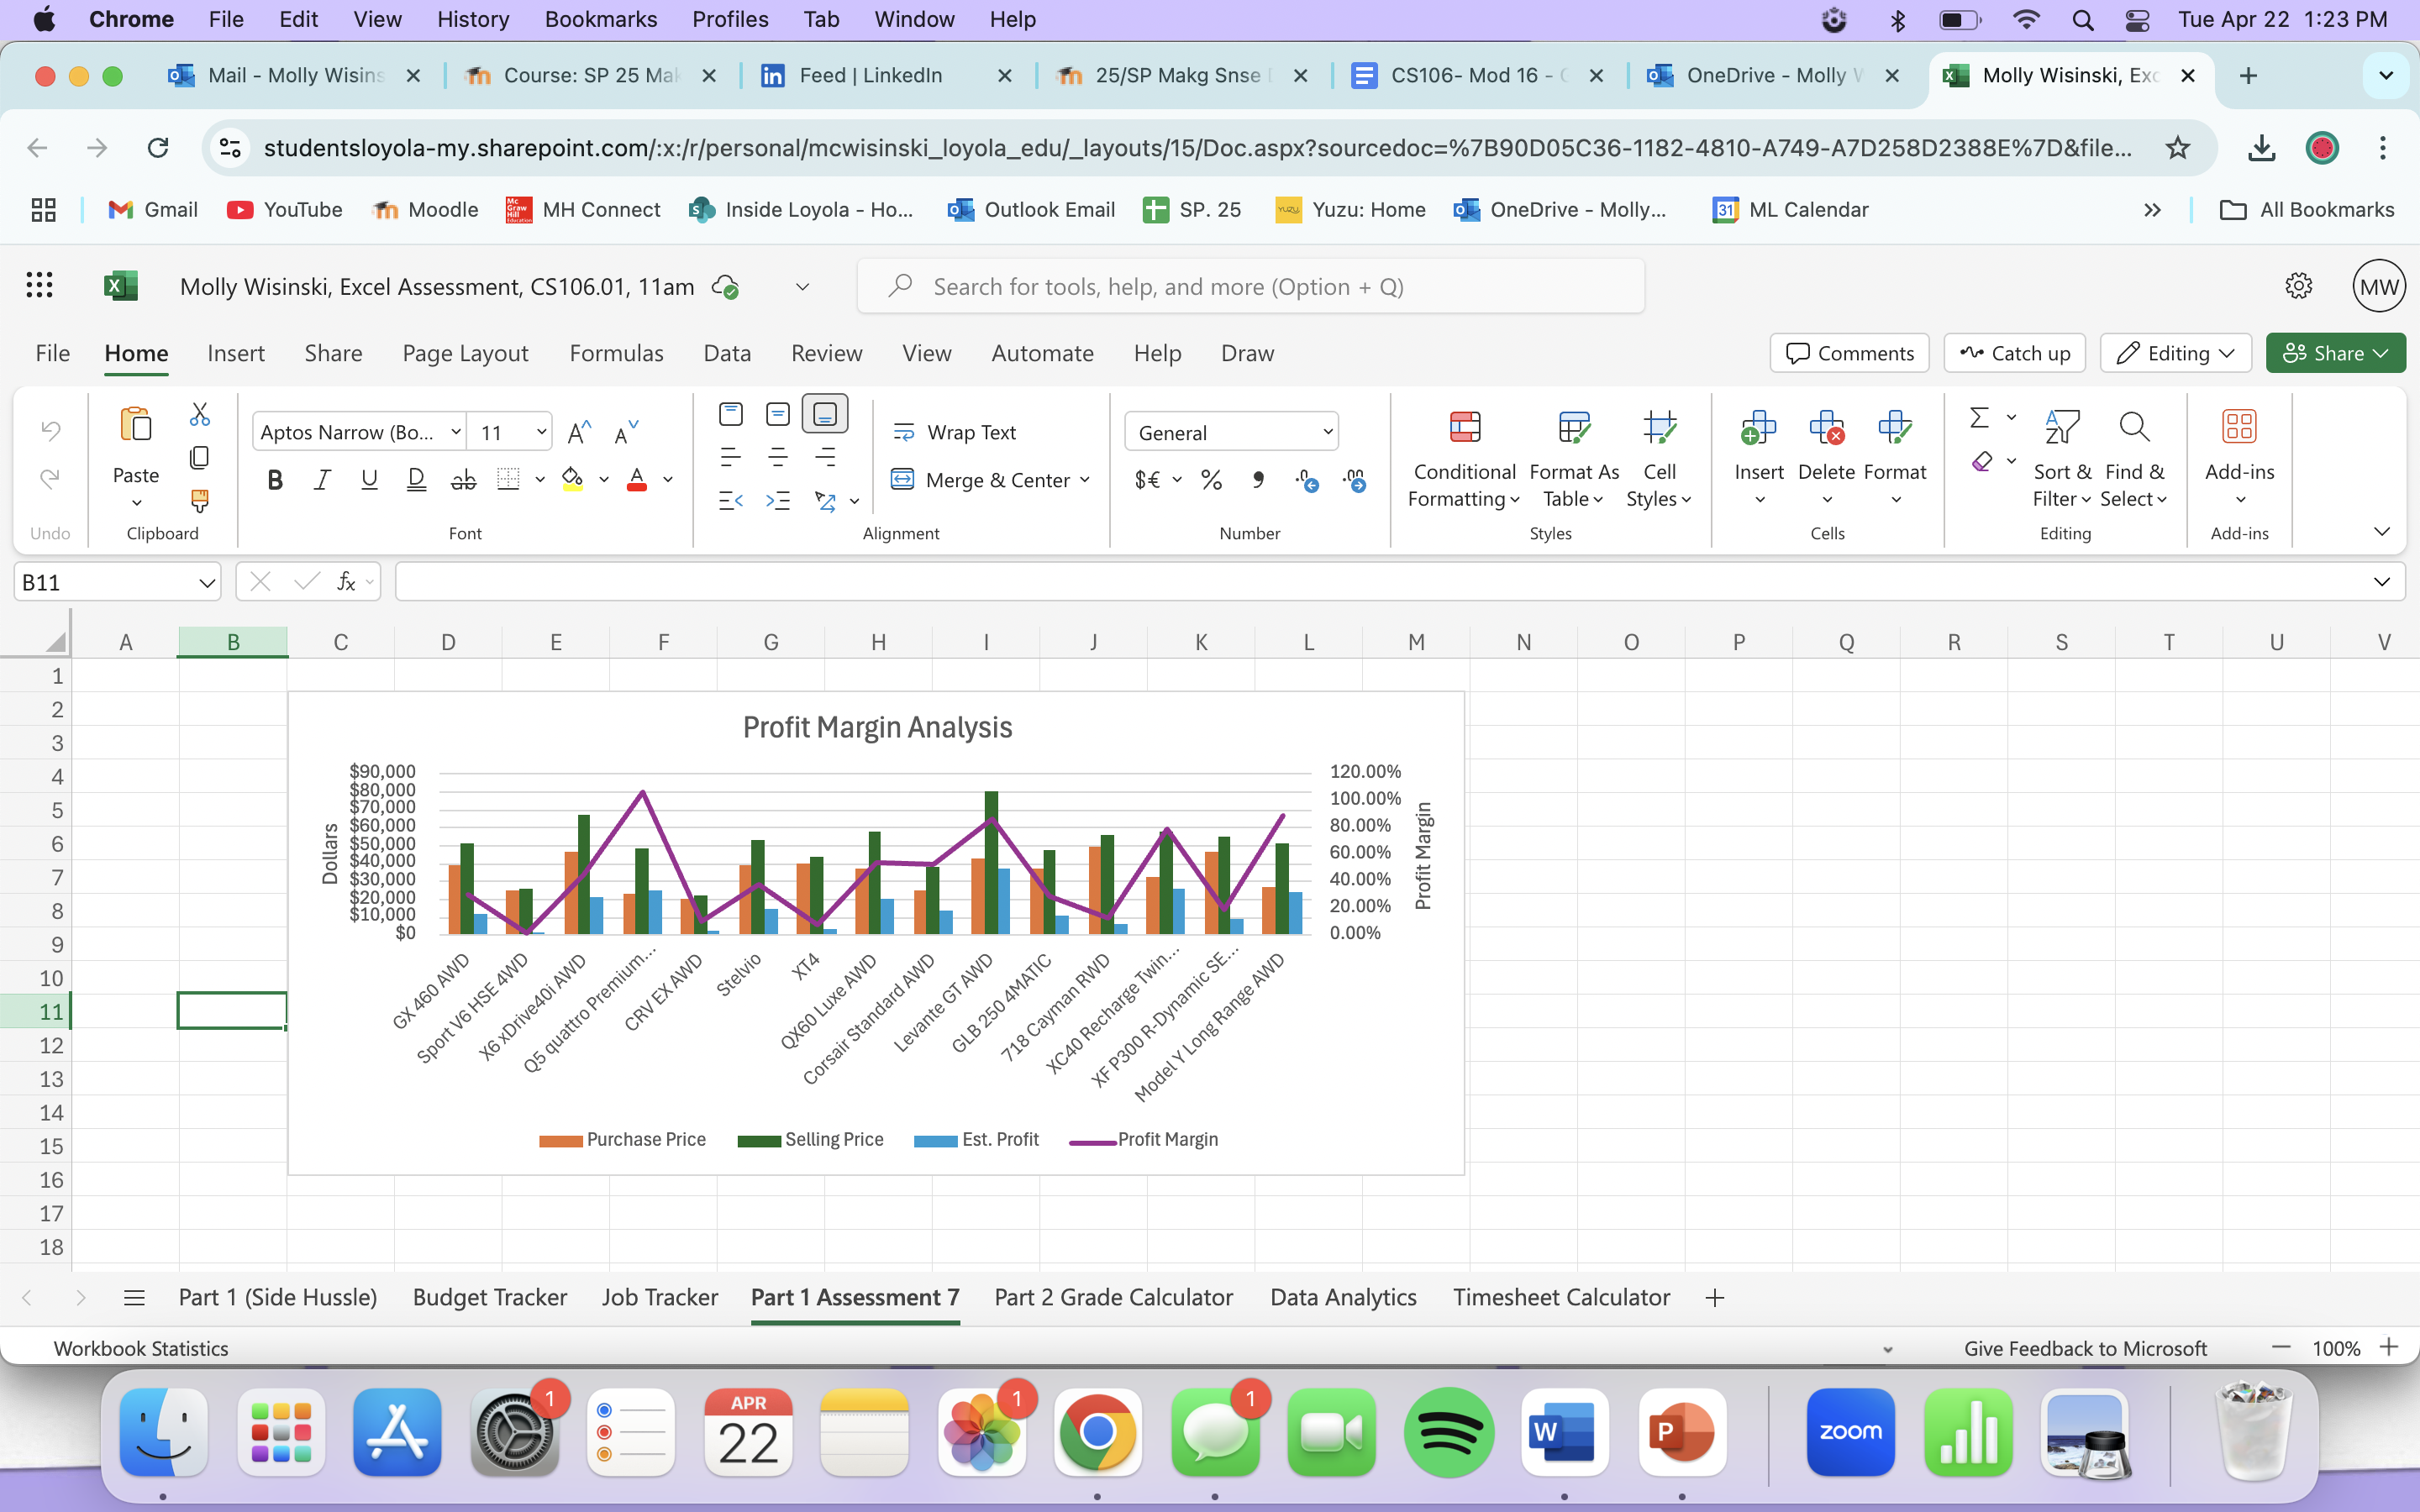 Chrome File Edit View History Bookmarks Profiles Tab Window Help Tue Apr 22 1:23 PM
Mail - Molly Wisins Course: SP 25 Mak Feed | LinkedIn 25/SP Makg Snse CS106- Mod 16 - OneDrive - Molly Molly Wisinski, Exc
studentsloyola-my.sharepoint.com/:x:/r/personal/mcwisinski_loyola_edu/_layouts/15/Doc.aspx?sourcedoc=%7B90D05C36-1182-4810-A749-A7D258D2388E%7D&file...
Gmail YouTube Moodle Mc Graw Hill Education MH Connect Inside Loyola - Ho... Outlook Email SP. 25 YUZU Yuzu: Home OneDrive - Molly... 31 ML Calendar All Bookmarks
Molly Wisinski, Excel Assessment, CS106.01, 11am Search for tools, help, and more (Option + Q) MW
File Home Insert Share Page Layout Formulas Data Review View Automate Help Draw Comments Catch up Editing Share
Aptos Narrow (Bo... 11 A A Wrap Text General
Paste B I U D ab A Merge & Center $€ % 9 Conditional Formatting Format As Table Cell Styles Insert Delete Format Sort & Filter Find & Select Add-ins
Undo Clipboard Font Alignment Number Styles Cells Editing Add-ins
B11 fx
A B C D E F G H I J K L M N O P Q R S T U V
1
2
3
4
5
6
7
8
9
10
11
12
13
14
15
16
17
18
Profit Margin Analysis
Dollars
$90,000
$80,000
$70,000
$60,000
$50,000
$40,000
$30,000
$20,000
$10,000
$0
120.00%
100.00%
80.00%
60.00%
40.00%
20.00%
0.00%
Profit Margin
GX 460 AWD
Sport V6 HSE 4WD
X6 xDrive40i AWD
Q5 quattro Premium...
CRV EX AWD
Stelvio
XT4
QX60 Luxe AWD
Corsair Standard AWD
Levante GT AWD
GLB 250 4MATIC
718 Cayman RWD
XC40 Recharge Twin...
XF P300 R-Dynamic SE...
Model Y Long Range AWD
Purchase Price Selling Price Est. Profit Profit Margin
Part 1 (Side Hussle) Budget Tracker Job Tracker Part 1 Assessment 7 Part 2 Grade Calculator Data Analytics Timesheet Calculator
Workbook Statistics Give Feedback to Microsoft 100%
1 APR 22 1 1 W P zoom